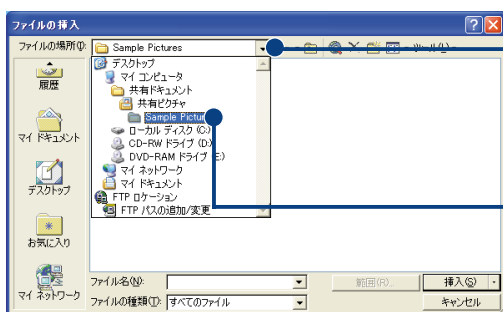 ファイルの挿入
ファイルの場所(I):
Sample Pictures
ツール(L)
デスクトップ
マイ コンピュータ
共有ドキュメント
共有ピクチャ
Sample Pictur
ローカル ディスク (C:)
CD-RW ドライブ (D:)
DVD-RAM ドライブ (E:)
マイ ネットワーク
マイ ドキュメント
FTP ロケーション
FTP パスの追加/変更
履歴
マイ ドキュメント
デスクトップ
お気に入り
マイ ネットワーク
ファイル名(N):
範囲(R)...
挿入(S)
ファイルの種類(T):
すべてのファイル
キャンセル